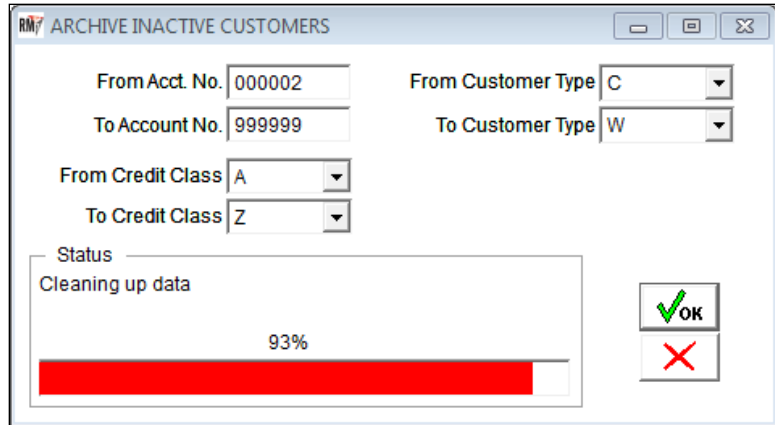 RM ARCHIVE INACTIVE CUSTOMERS
From Acct. No. 000002 From Customer Type C
To Account No. 999999 To Customer Type W
From Credit Class A
To Credit Class Z
Status
Cleaning up data
OK
93%